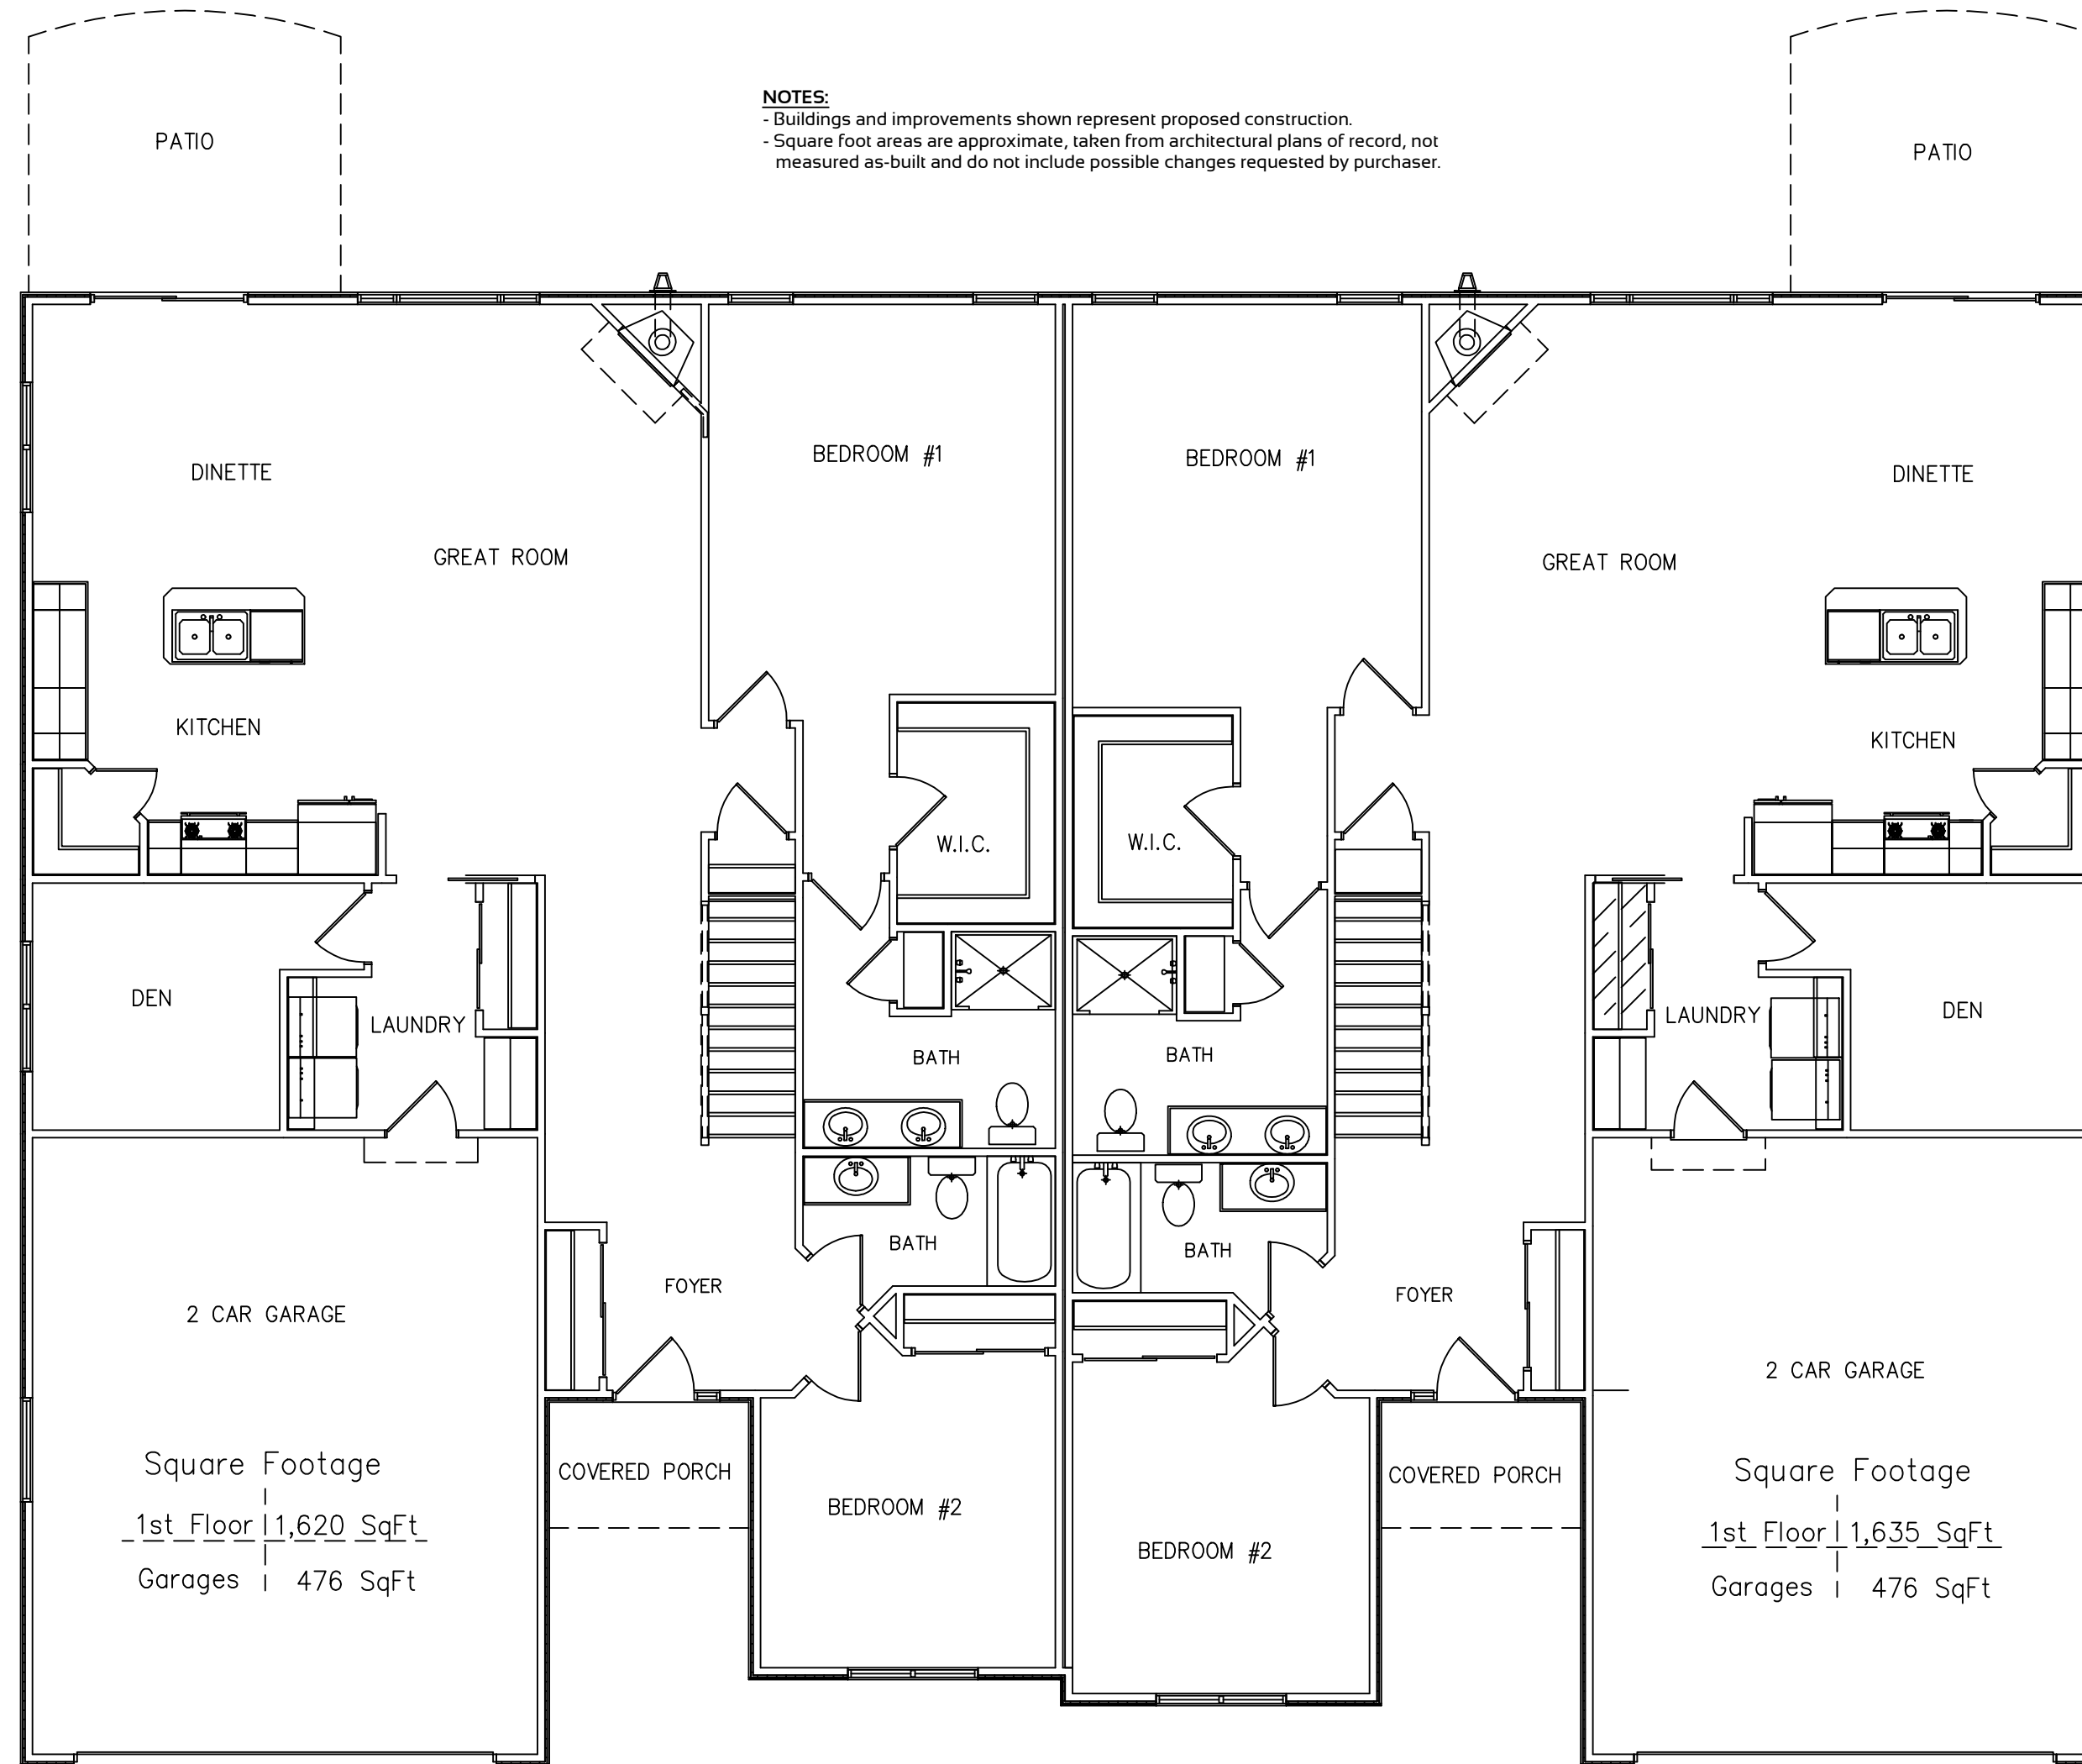 NOTES:
- Buildings and improvements shown represent proposed construction.
- Square foot areas are approximate, taken from architectural plans of record, not
measured as-built and do not include possible changes requested by purchaser.
PATIO
PATIO
BEDROOM #1
BEDROOM #1
DINETTE
DINETTE
GREAT ROOM
GREAT ROOM
KITCHEN
KITCHEN
W.I.C.
W.I.C.
DEN
LAUNDRY
LAUNDRY
DEN
BATH
BATH
BATH
BATH
FOYER
FOYER
2 CAR GARAGE
2 CAR GARAGE
COVERED PORCH
COVERED PORCH
BEDROOM #2
BEDROOM #2
Square Footage
1st Floor 1,620 SqFt
Garages 476 SqFt
Square Footage
1st Floor 1,635 SqFt
Garages 476 SqFt